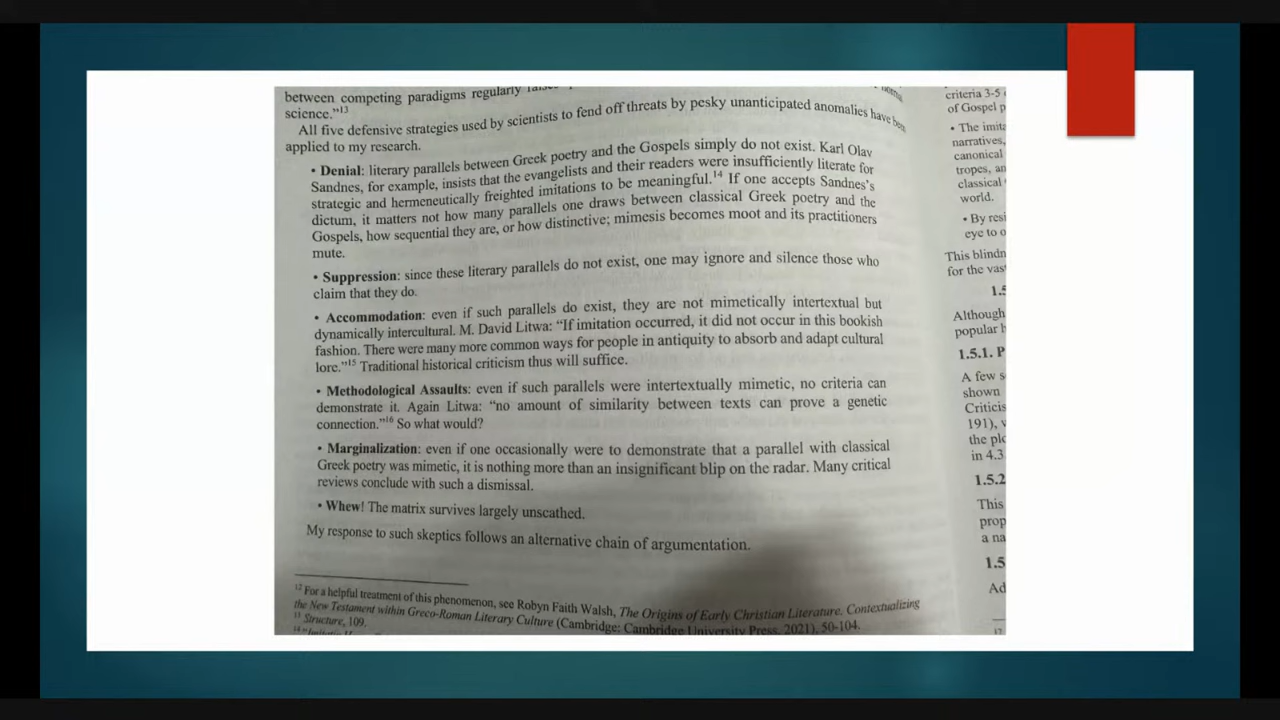 between competing paradigms regularly
science."¹³
All five defensive strategies used by scientists to fend off threats by pesky unanticipated anomalies have been
applied to my research.
• Denial: literary parallels between Greek poetry and the Gospels simply do not exist. Karl Olav
Sandnes, for example, insists that the evangelists and their readers were insufficiently literate for
strategic and hermeneutically freighted imitations to be meaningful.¹⁴ If one accepts Sandnes's
dictum, it matters not how many parallels one draws between classical Greek poetry and the
Gospels, how sequential they are, or how distinctive; mimesis becomes moot and its practitioners
mute.
• Suppression: since these literary parallels do not exist, one may ignore and silence those who
claim that they do.
• Accommodation: even if such parallels do exist, they are not mimetically intertextual but
dynamically intercultural. M. David Litwa: "If imitation occurred, it did not occur in this bookish
fashion. There were many more common ways for people in antiquity to absorb and adapt cultural
lore."¹⁵ Traditional historical criticism thus will suffice.
• Methodological Assaults: even if such parallels were intertextually mimetic, no criteria can
demonstrate it. Again Litwa: "no amount of similarity between texts can prove a genetic
connection."¹⁶ So what would?
• Marginalization: even if one occasionally were to demonstrate that a parallel with classical
Greek poetry was mimetic, it is nothing more than an insignificant blip on the radar. Many critical
reviews conclude with such a dismissal.
• Whew! The matrix survives largely unscathed.
My response to such skeptics follows an alternative chain of argumentation.
¹² For a helpful treatment of this phenomenon, see Robyn Faith Walsh, The Origins of Early Christian Literature. Contextualizing
the New Testament within Greco-Roman Literary Culture (Cambridge: Cambridge University Press, 2021), 50-104.
¹³ Structure, 109.
criteria 3-5
of Gospel p
• The imita
narratives,
canonical
tropes, an
classical
world.
• By resi
eye to o
This blindn
for the vas
1.5
Although
popular h
1.5.1. P
A few s
shown
Criticis
191), v
the plo
in 4.3
1.5.2
This
prop
a na
1.5
Ad
17